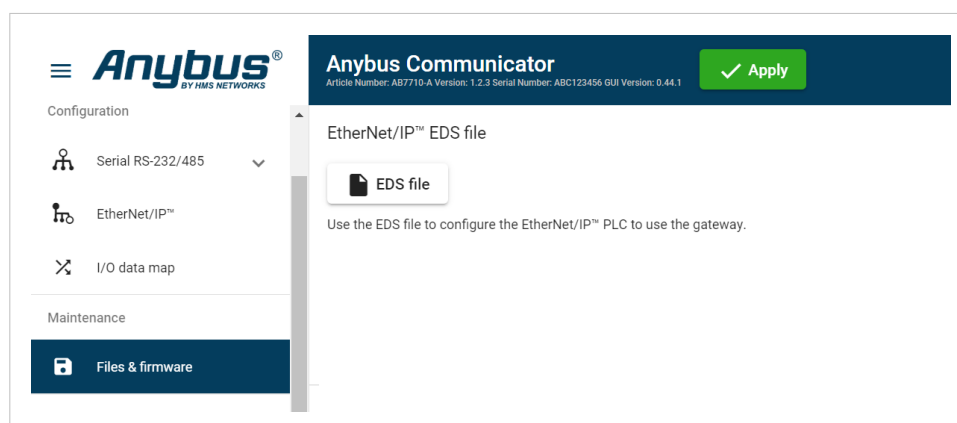 Anybus®
BY HMS NETWORKS
Configuration
Serial RS-232/485
EtherNet/IP™
I/O data map
Maintenance
Files & firmware
Anybus Communicator
Article Number: AB7710-A Version: 1.2.3 Serial Number: ABC123456 GUI Version: 0.44.1
Apply
EtherNet/IP™ EDS file
EDS file
Use the EDS file to configure the EtherNet/IP™ PLC to use the gateway.